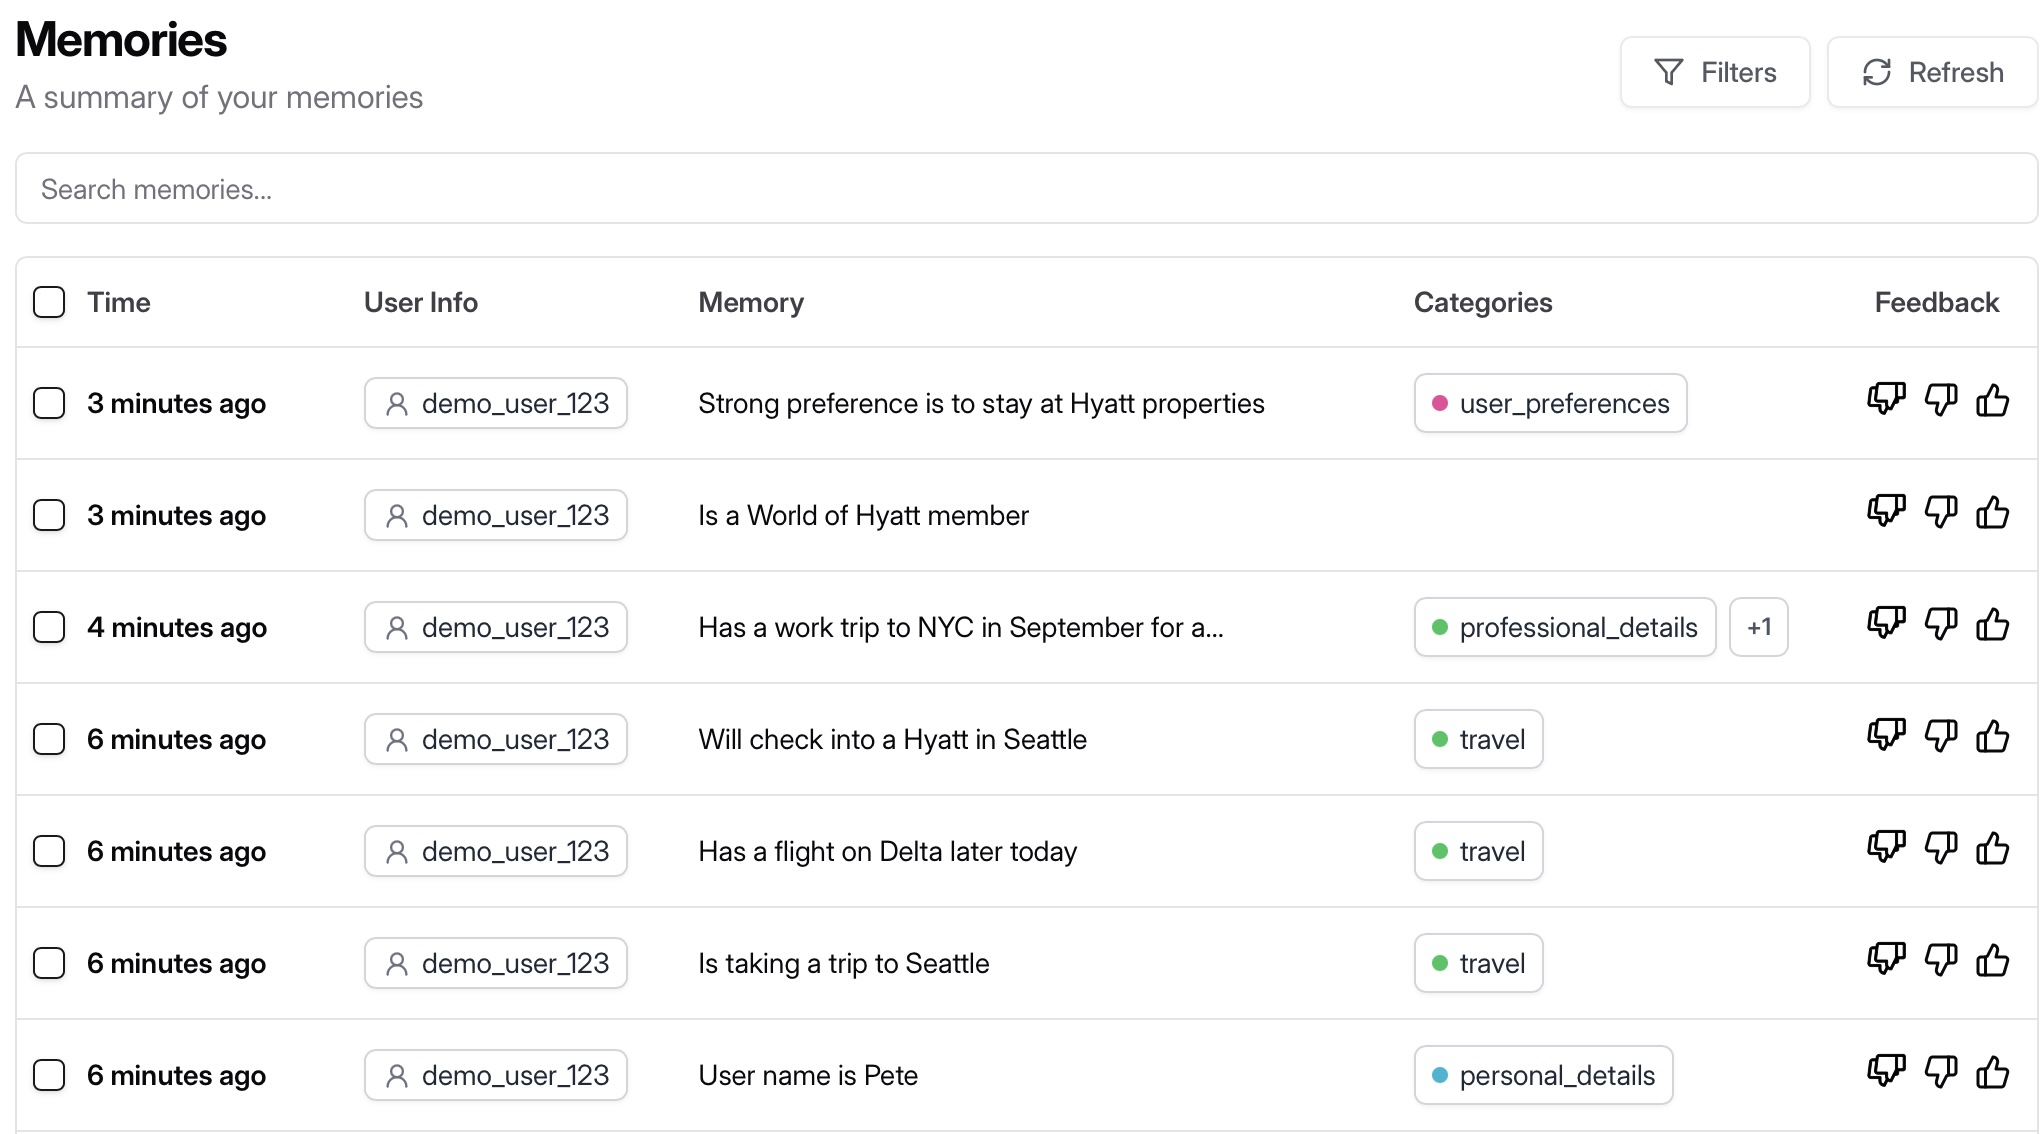 Memories
A summary of your memories
Filters
Refresh
Search memories...
Time User Info Memory Categories Feedback
3 minutes ago demo_user_123 Strong preference is to stay at Hyatt properties user_preferences
3 minutes ago demo_user_123 Is a World of Hyatt member
4 minutes ago demo_user_123 Has a work trip to NYC in September for a... professional_details +1
6 minutes ago demo_user_123 Will check into a Hyatt in Seattle travel
6 minutes ago demo_user_123 Has a flight on Delta later today travel
6 minutes ago demo_user_123 Is taking a trip to Seattle travel
6 minutes ago demo_user_123 User name is Pete personal_details